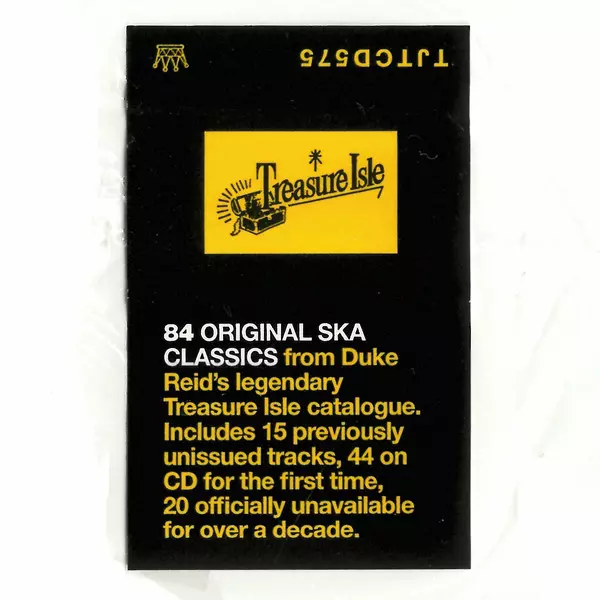 TJTCD575
Treasure Isle
84 ORIGINAL SKA
CLASSICS from Duke
Reid's legendary
Treasure Isle catalogue.
Includes 15 previously
unissued tracks, 44 on
CD for the first time,
20 officially unavailable
for over a decade.